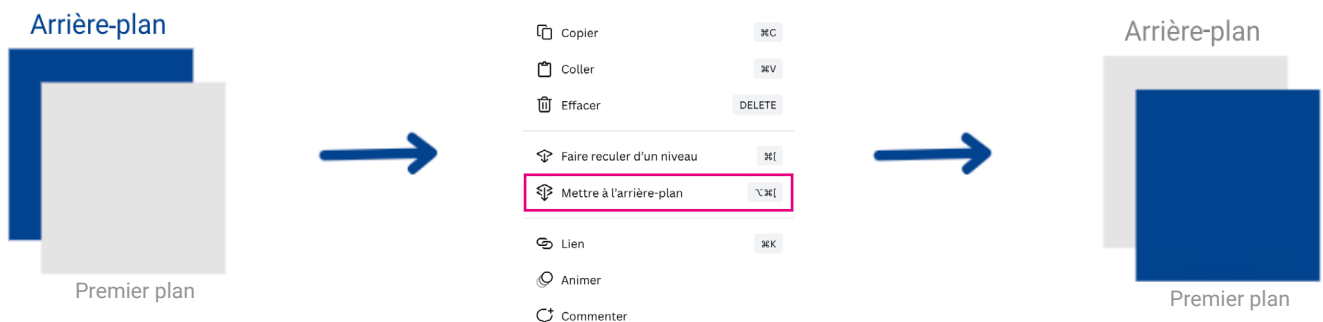 Arrière-plan
Premier plan
Copier ⌘C
Coller ⌘V
Effacer DELETE
Faire reculer d'un niveau ⌘[
Mettre à l'arrière-plan ⌥⌘[
Lien ⌘K
Animer
Commenter
Arrière-plan
Premier plan